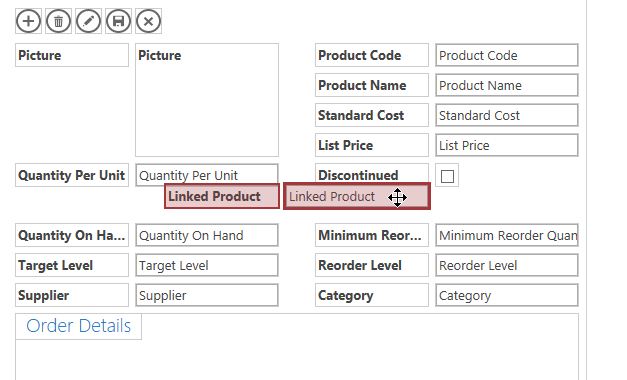 Picture Picture Product Code Product Code
Product Name Product Name
Standard Cost Standard Cost
List Price List Price
Quantity Per Unit Quantity Per Unit Discontinued
Linked Product Linked Product
Quantity On Ha... Quantity On Hand Minimum Reor... Minimum Reorder Quan
Target Level Target Level Reorder Level Reorder Level
Supplier Supplier Category Category
Order Details